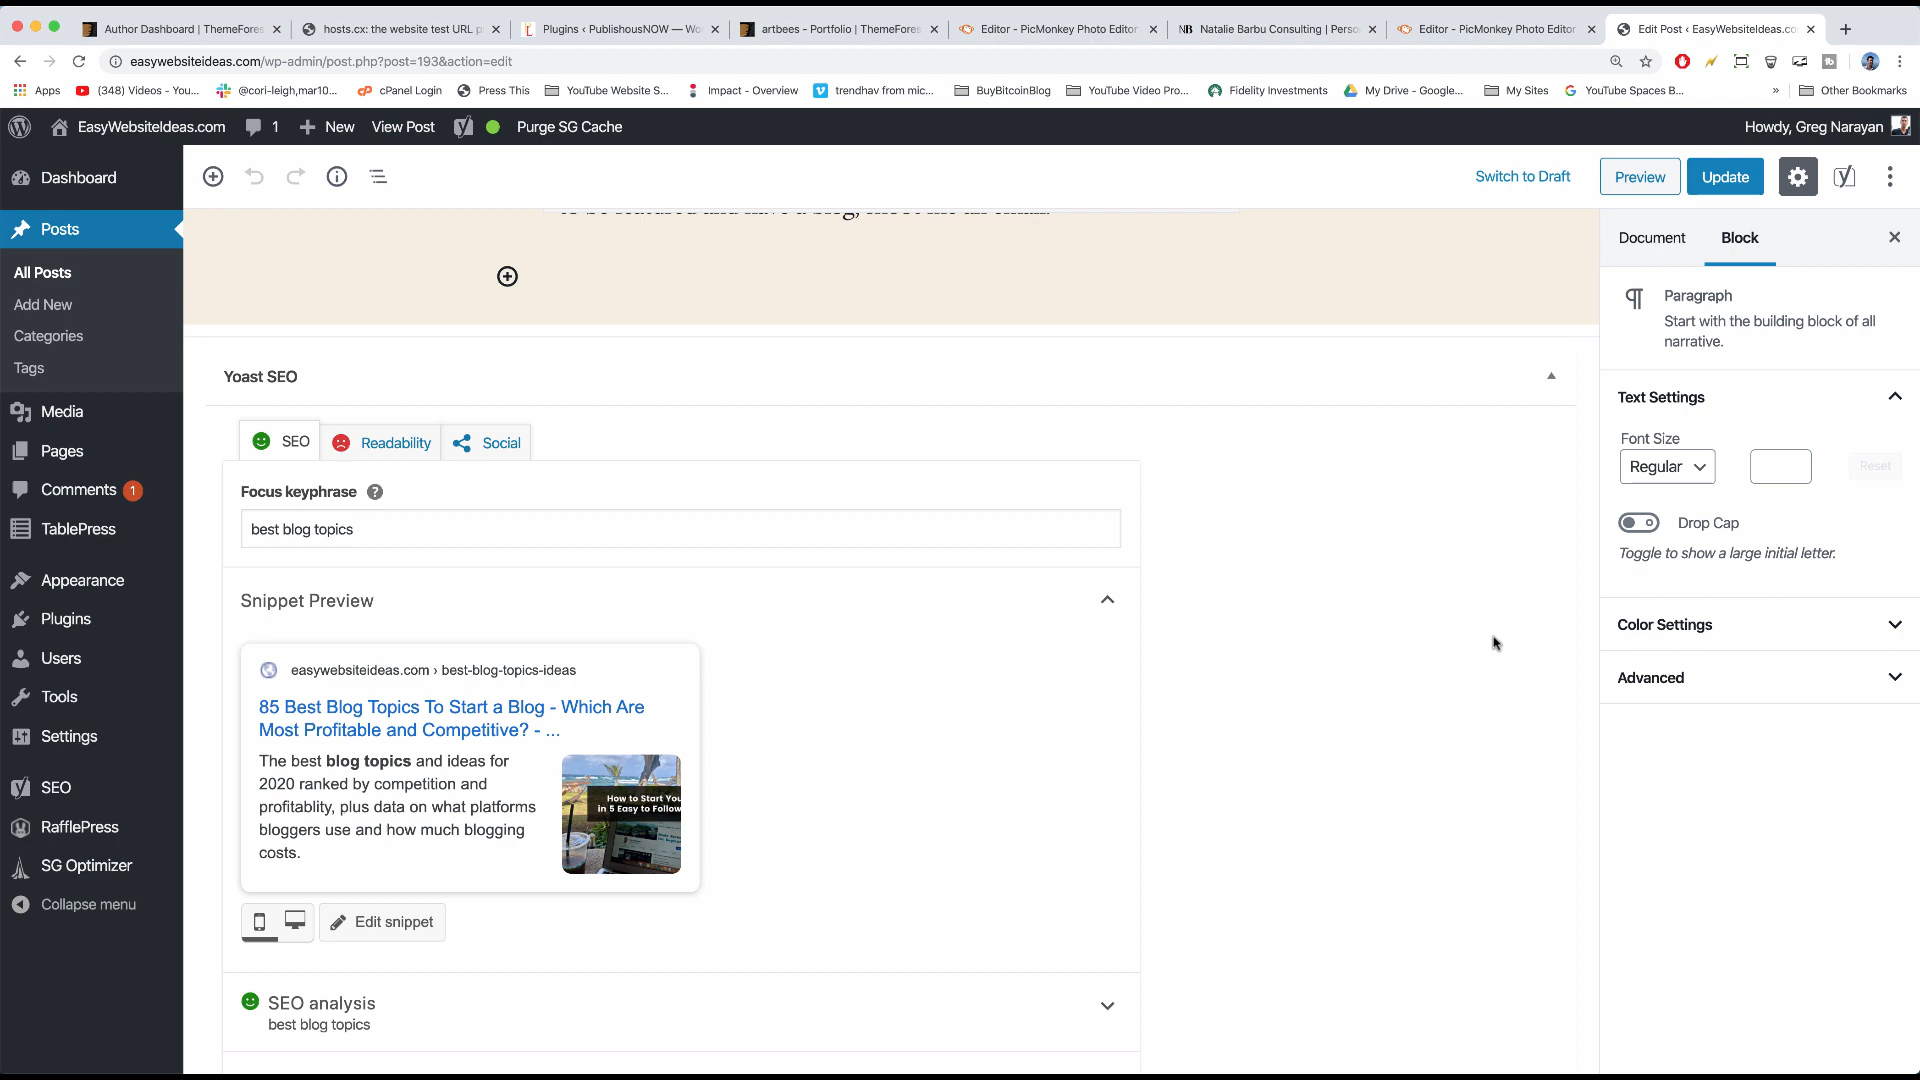 Author Dashboard | ThemeFores
hosts.cx: the website test URL p
Plugins ‹ PublishousNOW — Wo
artbees - Portfolio | ThemeFores
Editor - PicMonkey Photo Editor
NB Natalie Barbu Consulting | Perso
Editor - PicMonkey Photo Editor
Edit Post ‹ EasyWebsiteIdeas.co
easywebsiteideas.com/wp-admin/post.php?post=193&action=edit
Apps
(348) Videos - You...
@cori-leigh,mar10...
cPanel Login
Press This
YouTube Website S...
Impact - Overview
trendhav from mic...
BuyBitcoinBlog
YouTube Video Pro...
Fidelity Investments
My Drive - Google...
My Sites
YouTube Spaces B...
»
Other Bookmarks
EasyWebsiteIdeas.com
1
New
View Post
Purge SG Cache
Howdy, Greg Narayan
Dashboard
Posts
All Posts
Add New
Categories
Tags
Media
Pages
Comments 1
TablePress
Appearance
Plugins
Users
Tools
Settings
SEO
RafflePress
SG Optimizer
Collapse menu
Switch to Draft
Preview
Update
Yoast SEO
SEO
Readability
Social
Focus keyphrase ?
best blog topics
Snippet Preview
easywebsiteideas.com › best-blog-topics-ideas
85 Best Blog Topics To Start a Blog - Which Are
Most Profitable and Competitive? - ...
The best blog topics and ideas for
2020 ranked by competition and
profitablity, plus data on what platforms
bloggers use and how much blogging
costs.
How to Start You
in 5 Easy to Follow
Edit snippet
SEO analysis
best blog topics
Document
Block
Paragraph
Start with the building block of all
narrative.
Text Settings
Font Size
Regular
Reset
Drop Cap
Toggle to show a large initial letter.
Color Settings
Advanced